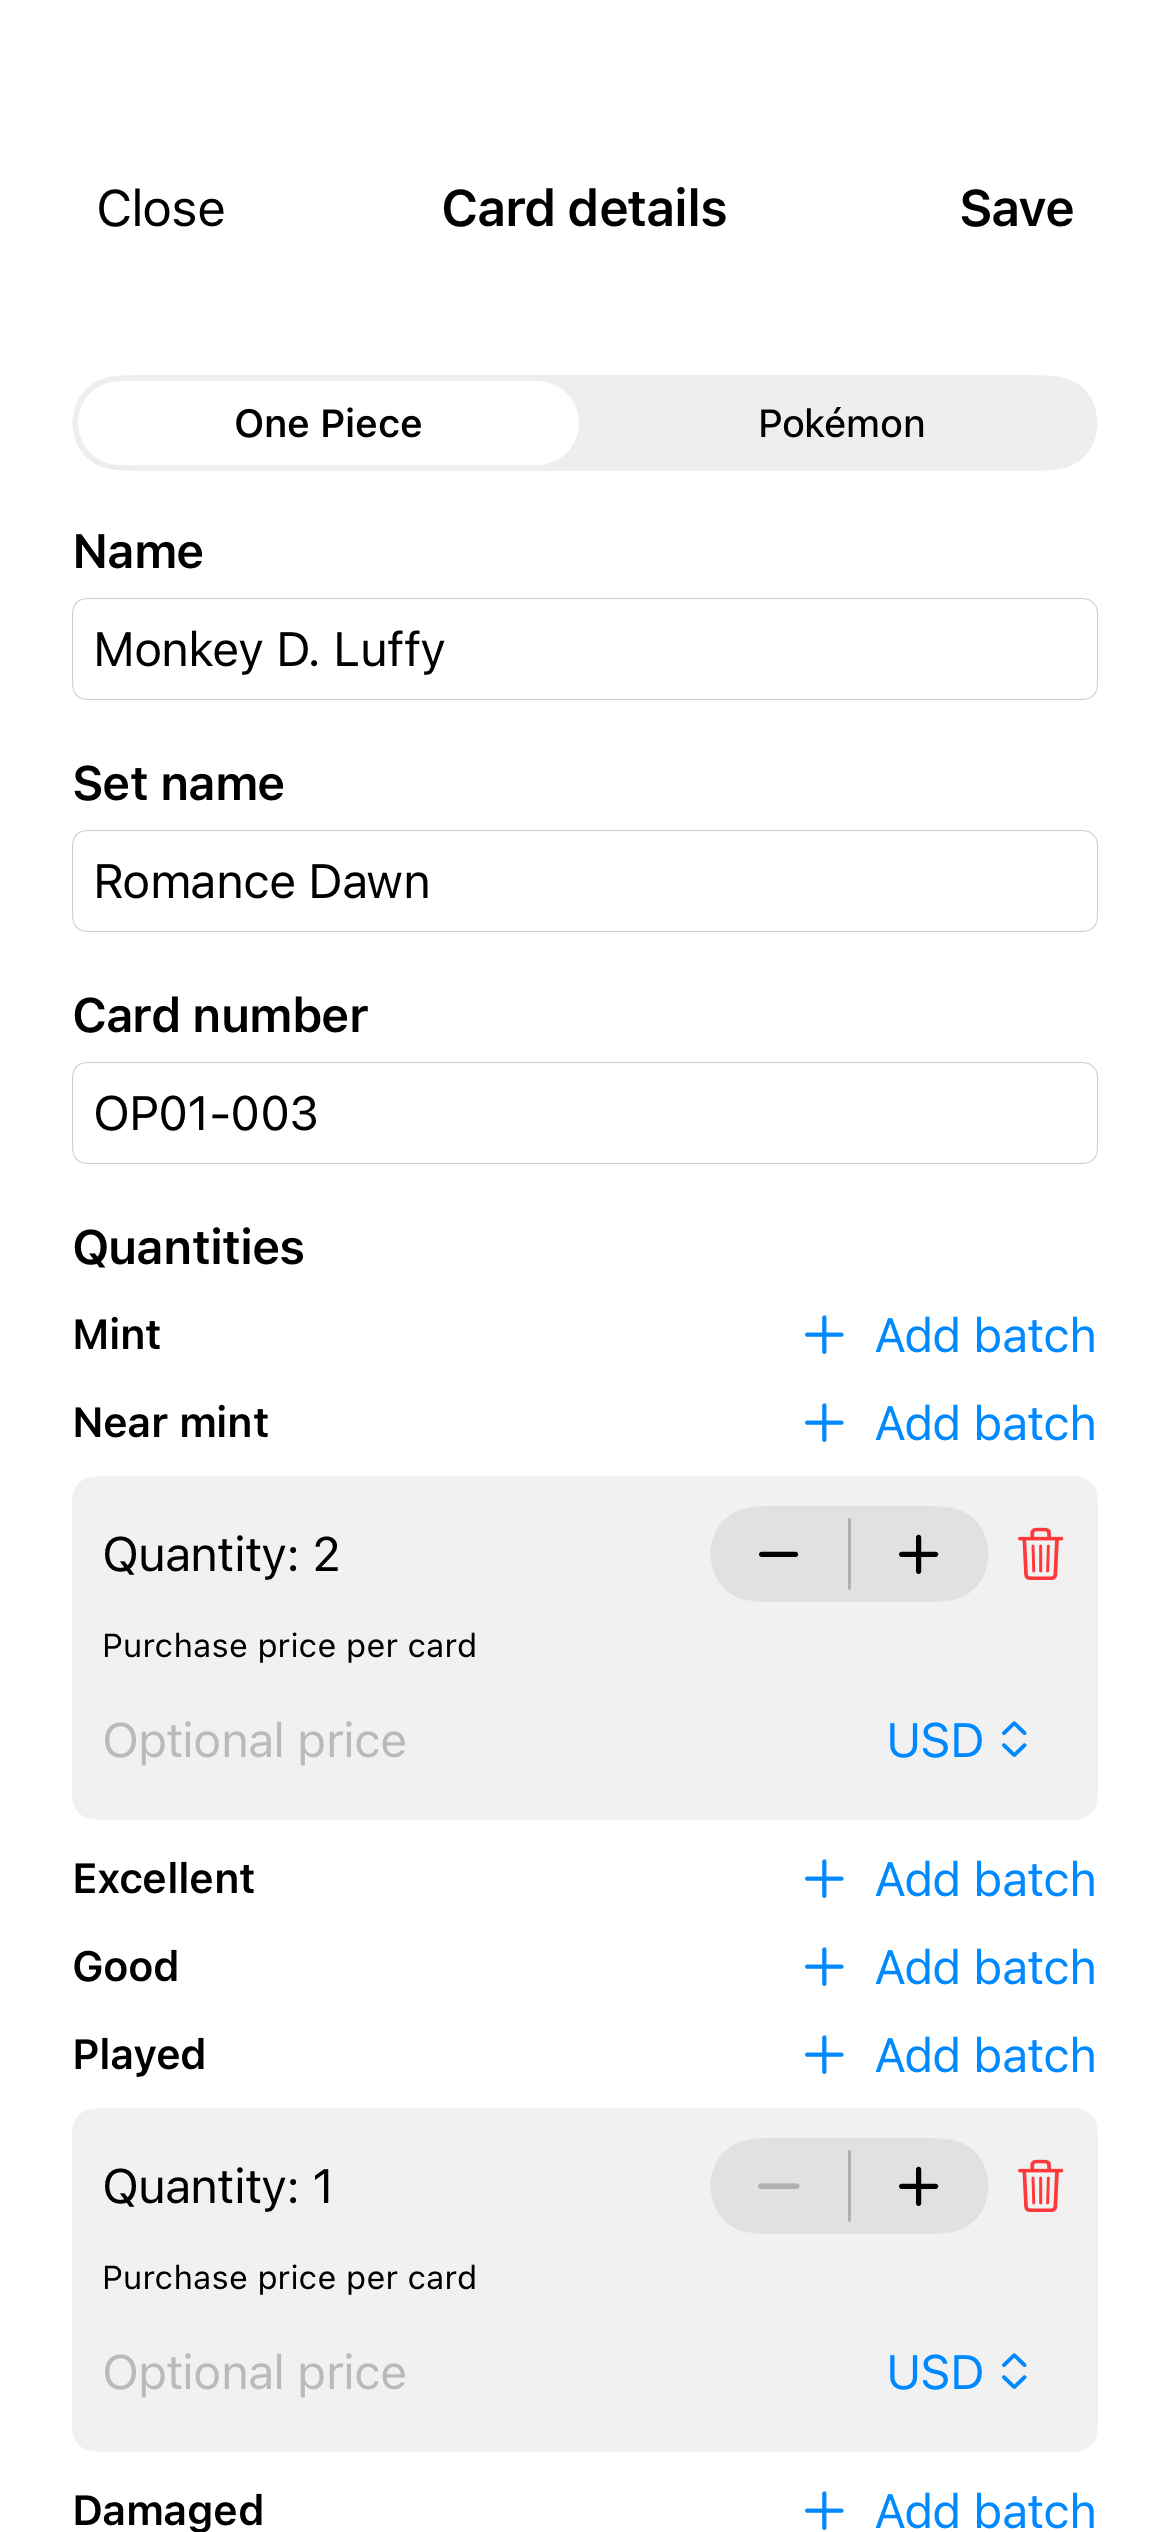 Close Card details Save
One Piece Pokémon
Name
Monkey D. Luffy
Set name
Romance Dawn
Card number
OP01-003
Quantities
Mint + Add batch
Near mint + Add batch
Quantity: 2 − +
Purchase price per card
Optional price USD
Excellent + Add batch
Good + Add batch
Played + Add batch
Quantity: 1 − +
Purchase price per card
Optional price USD
Damaged + Add batch